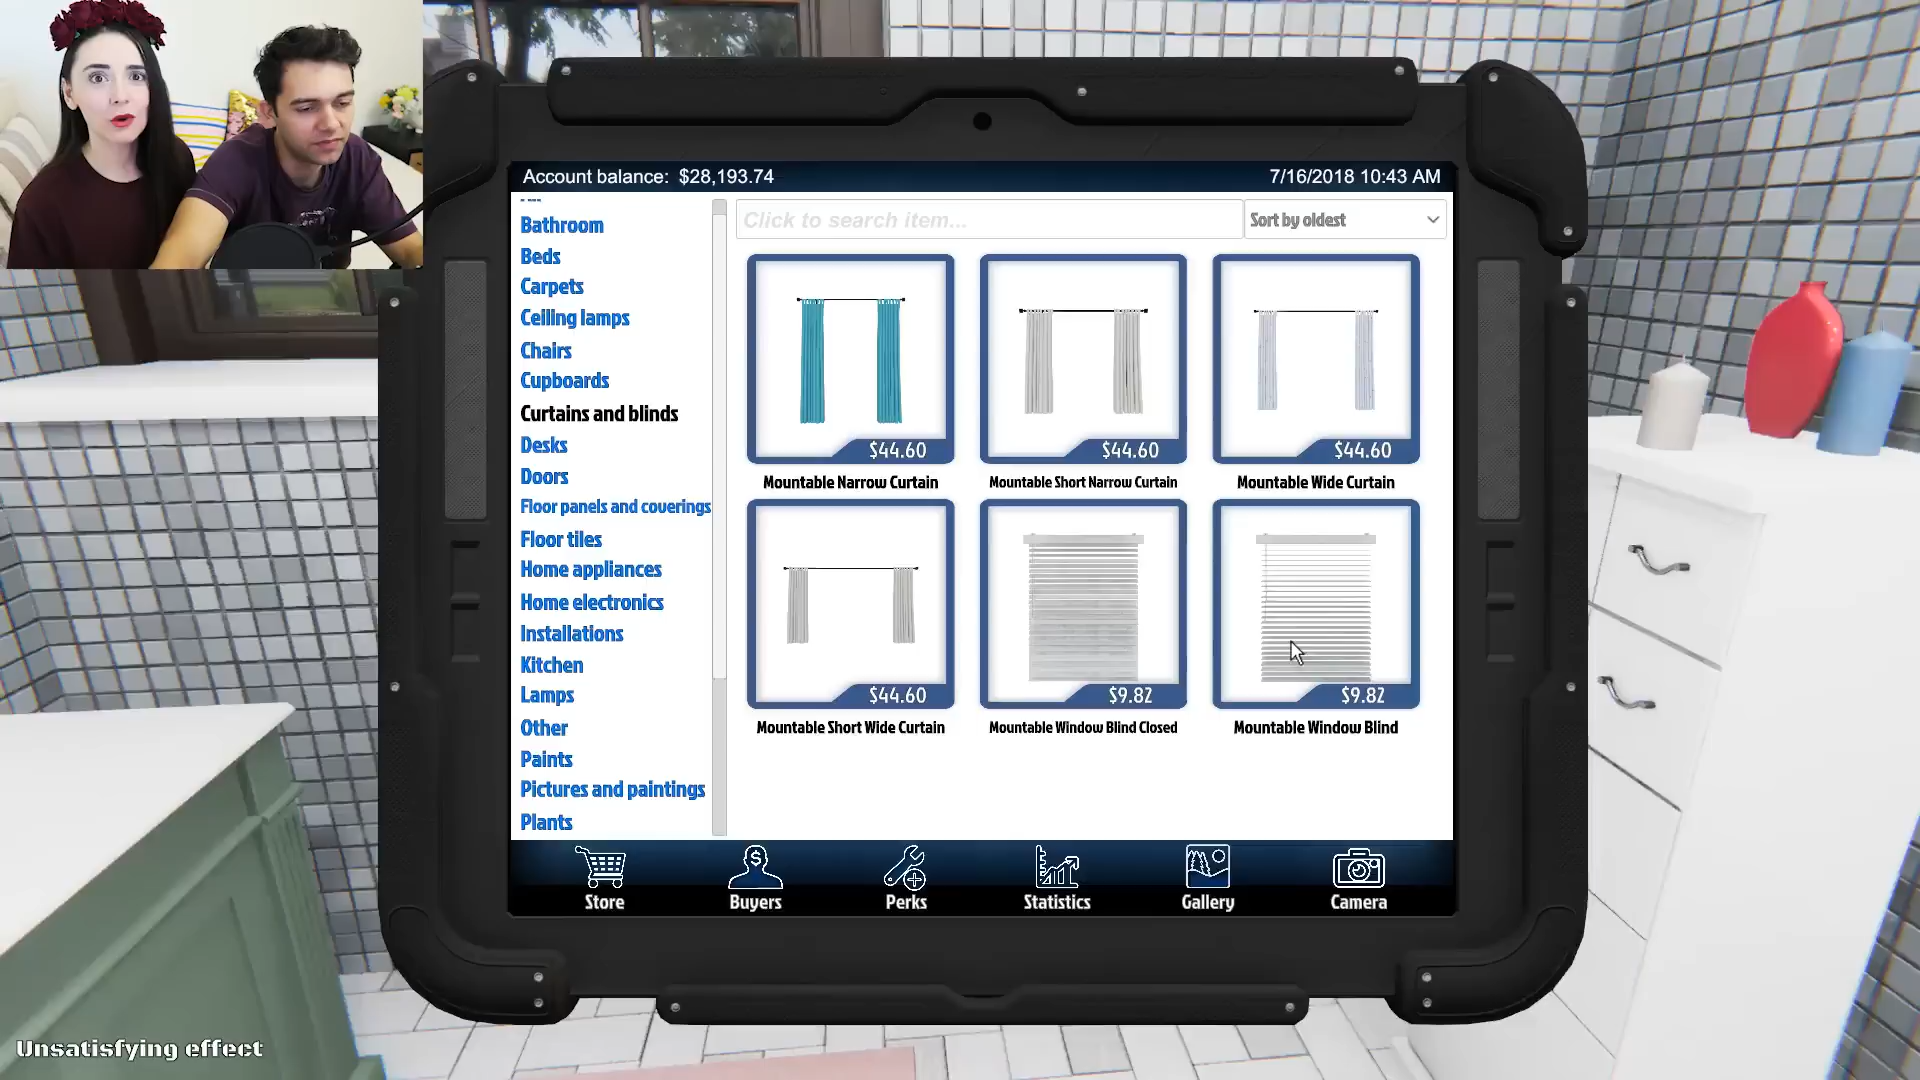 Account balance: $28,193.74
7/16/2018 10:43 AM
Bathroom
Beds
Carpets
Ceiling lamps
Chairs
Cupboards
Curtains and blinds
Desks
Doors
Floor panels and coverings
Floor tiles
Home appliances
Home electronics
Installations
Kitchen
Lamps
Other
Paints
Pictures and paintings
Plants
Click to search item...
Sort by oldest
$44.60
$44.60
$44.60
Mountable Narrow Curtain
Mountable Short Narrow Curtain
Mountable Wide Curtain
$44.60
$9.82
$9.82
Mountable Short Wide Curtain
Mountable Window Blind Closed
Mountable Window Blind
Store
Buyers
Perks
Statistics
Gallery
Camera
Unsatisfying effect